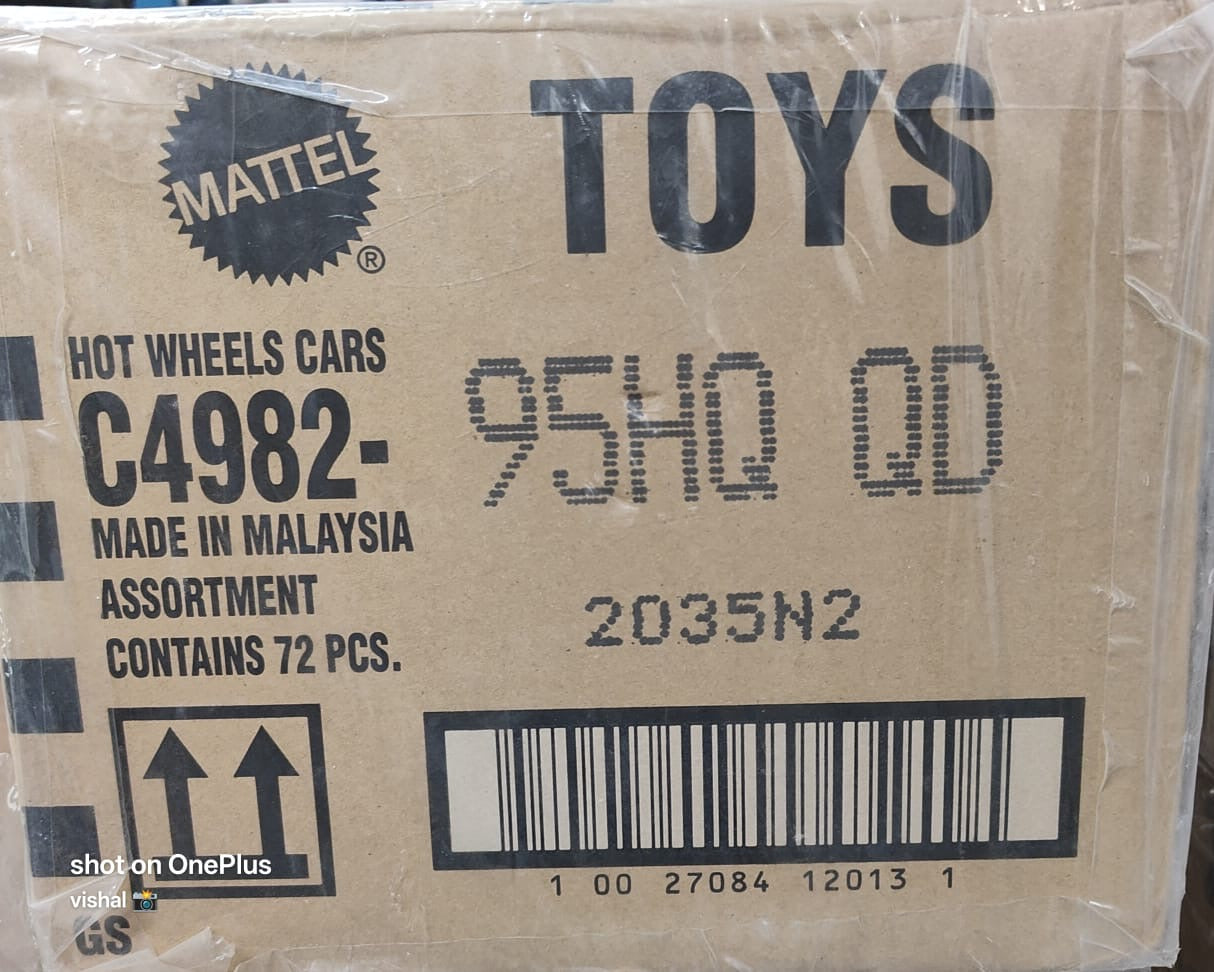 MATTEL
®
TOYS
HOT WHEELS CARS
C4982-
MADE IN MALAYSIA
ASSORTMENT
CONTAINS 72 PCS.
95HQ QD
2035N2
1 00 27084 12013 1
shot on OnePlus
vishal 📸
GS